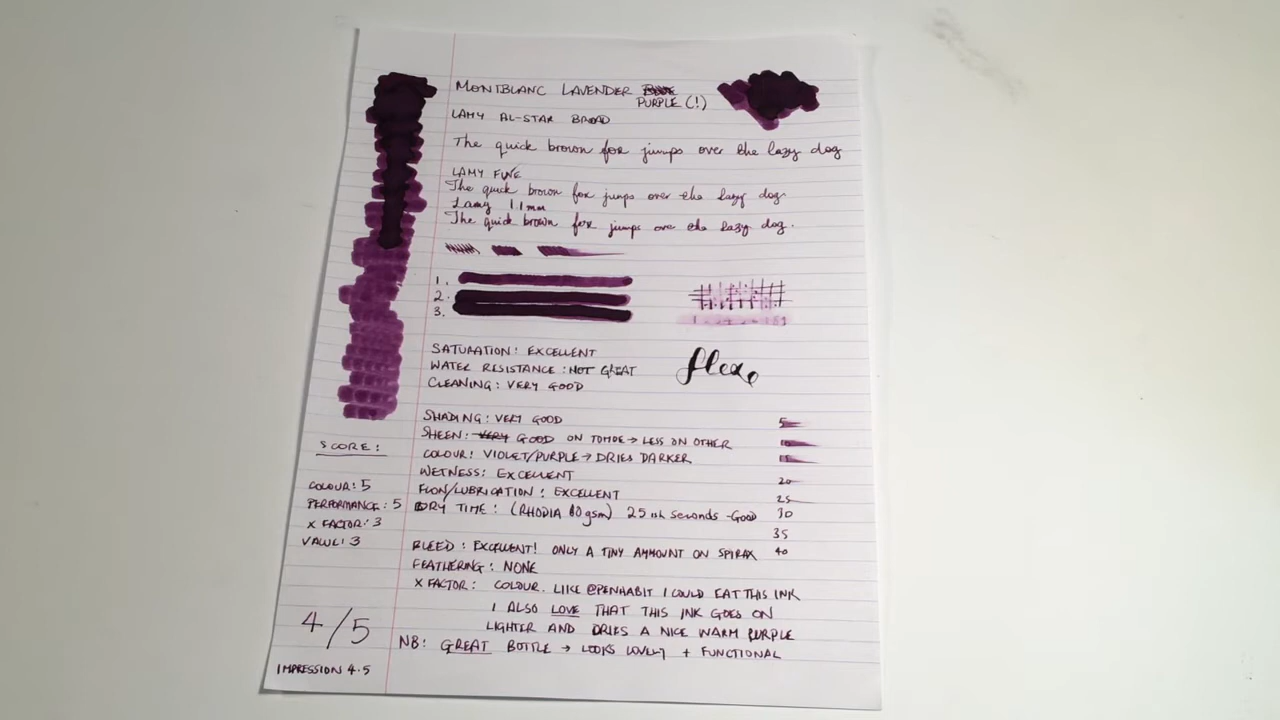 MONTBLANC LAVENDER
PURPLE (!)
LAMY AL-STAR BROAD
The quick brown fox jumps over the lazy dog
LAMY FINE
The quick brown fox jumps over the lazy dog
Lamy 1.1mm
The quick brown fox jumps over the lazy dog.
1.
2.
3.
SATURATION: EXCELLENT
WATER RESISTANCE: NOT GREAT
CLEANING: VERY GOOD
flex
SHADING: VERY GOOD
SHEEN: VERY GOOD ON TOMOE → LESS ON OTHER
COLOUR: VIOLET/PURPLE → DRIES DARKER
WETNESS: EXCELLENT
FLOW/LUBRICATION: EXCELLENT
DRY TIME: (RHODIA 80gsm) 25 ish seconds - GOOD
BLEED: EXCELLENT! ONLY A TINY AMMOUNT ON SPIRAX
FEATHERING: NONE
X FACTOR: COLOUR. LIKE @PENHABIT I COULD EAT THIS INK
I ALSO LOVE THAT THIS INK GOES ON
LIGHTER AND DRIES A NICE WARM PURPLE
NB: GREAT BOTTLE → LOOKS LOVELY + FUNCTIONAL
5
10
15
20
25
30
35
40
SCORE:
COLOUR: 5
PERFORMANCE: 5
X FACTOR: 3
VALUE: 3
4/5
IMPRESSION 4.5